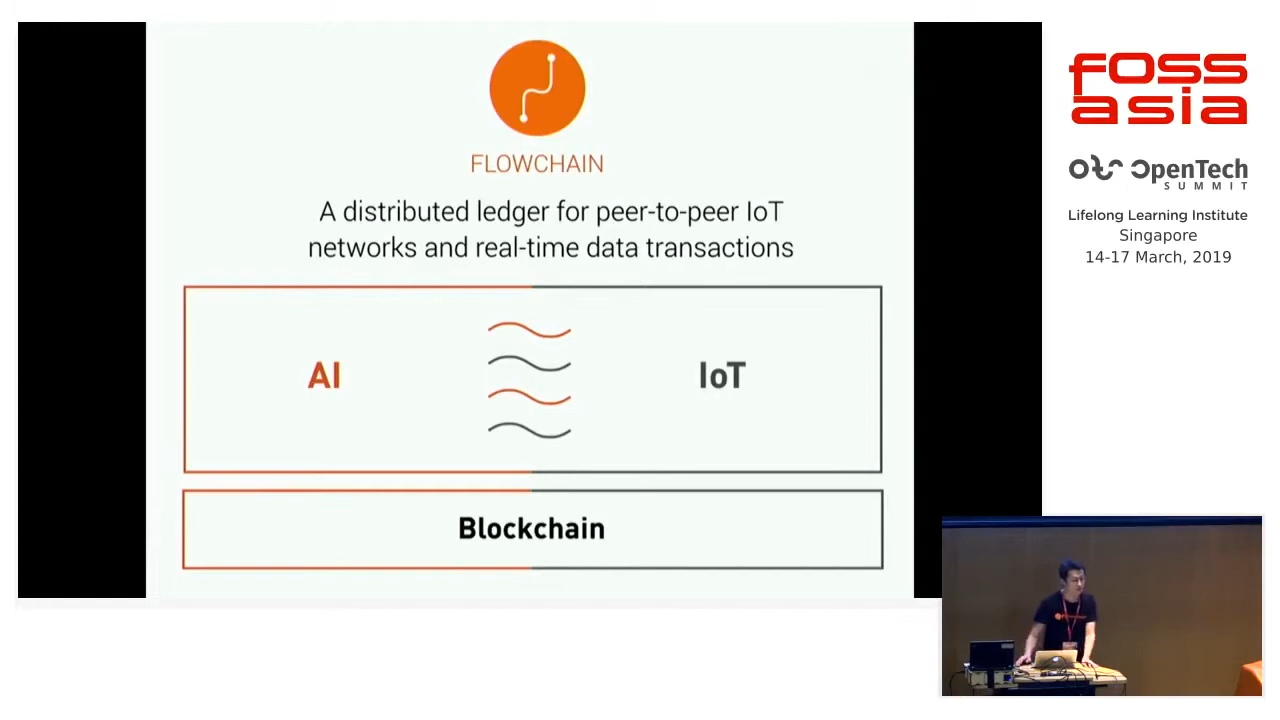 FLOWCHAIN
A distributed ledger for peer-to-peer IoT
networks and real-time data transactions
AI
IoT
Blockchain
fOSS
asia
OpenTech
SUMMIT
Lifelong Learning Institute
Singapore
14-17 March, 2019